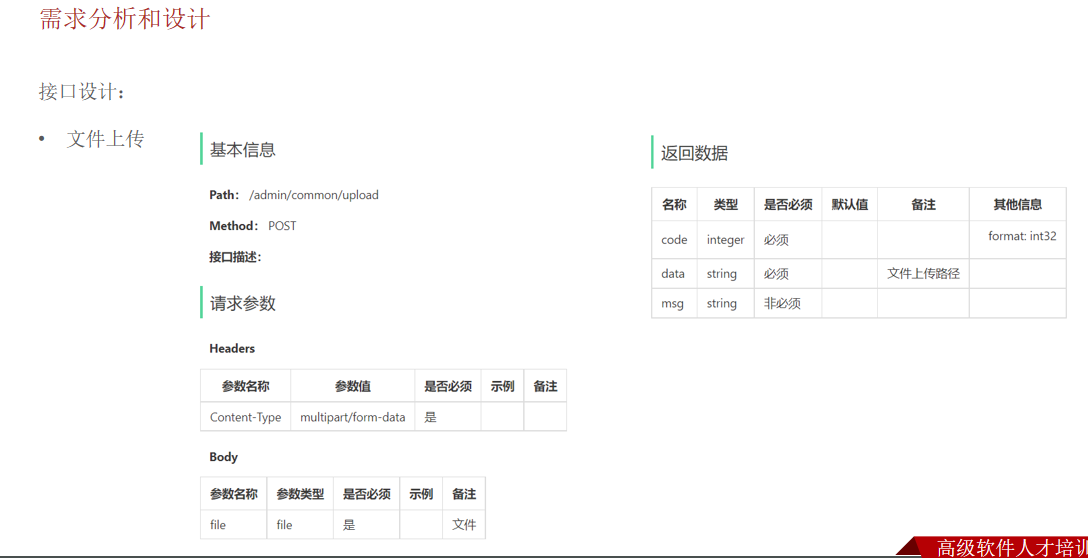 需求分析和设计
接口设计：
• 文件上传
基本信息
Path： /admin/common/upload
Method： POST
接口描述：
请求参数
Headers
参数名称 参数值 是否必须 示例 备注
Content-Type multipart/form-data 是
Body
参数名称 参数类型 是否必须 示例 备注
file file 是 文件
返回数据
名称 类型 是否必须 默认值 备注 其他信息
code integer 必须 format: int32
data string 必须 文件上传路径
msg string 非必须
高级软件人才培训